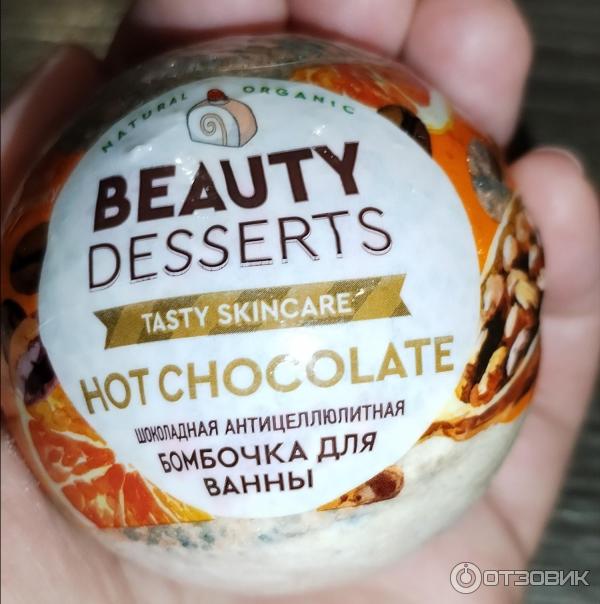 NATURAL ORGANIC
BEAUTY
DESSERTS
TASTY SKINCARE
HOT CHOCOLATE
ШОКОЛАДНАЯ АНТИЦЕЛЛЮЛИТНАЯ
БОМБОЧКА ДЛЯ
ВАННЫ
ОТЗОВИК